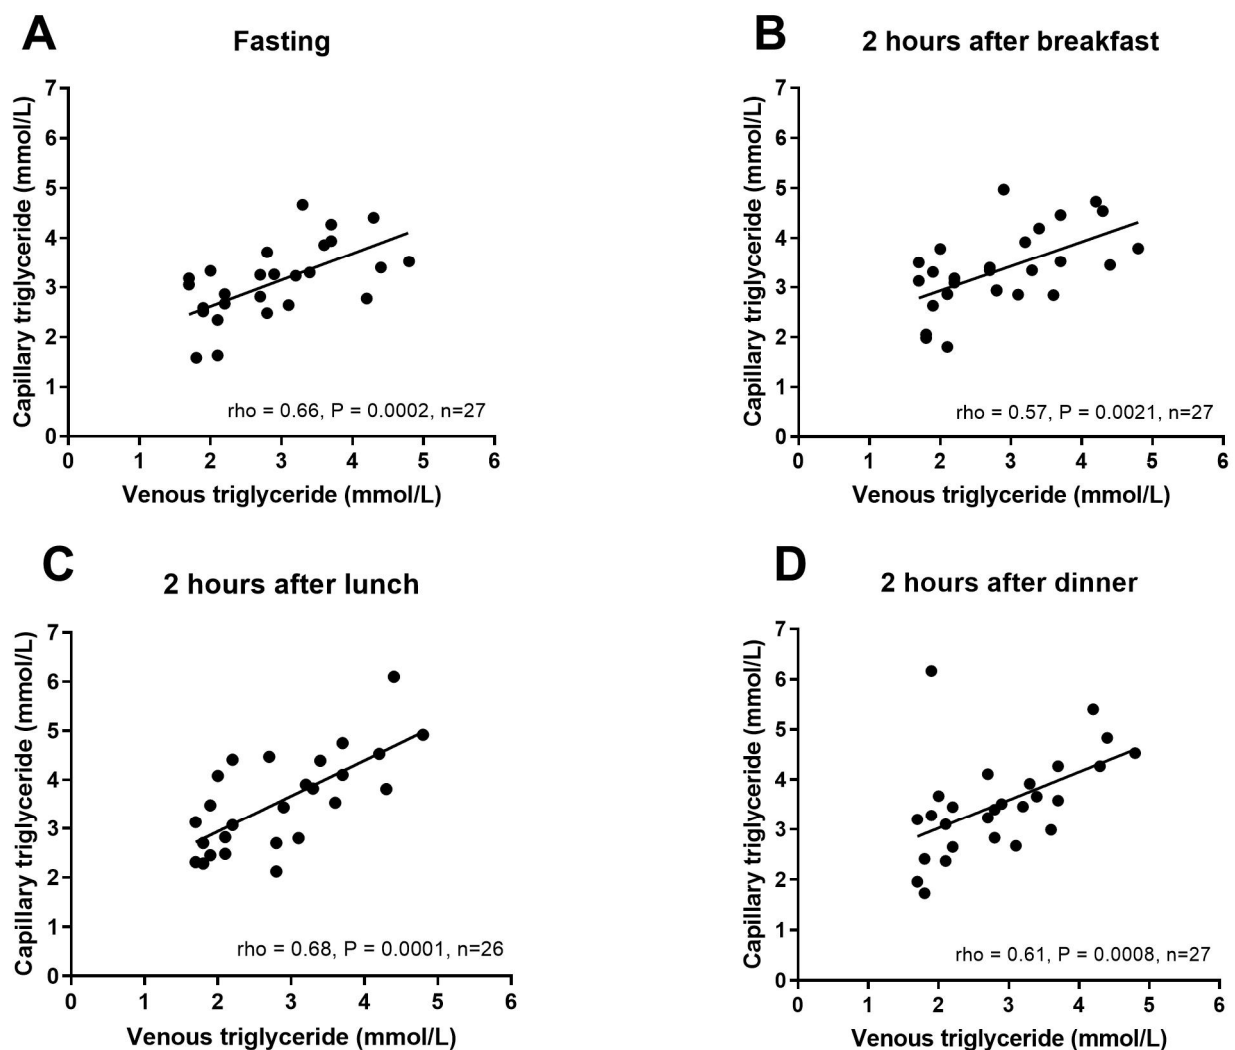 A
Fasting
Capillary triglyceride (mmol/L)
7
6
5
4
3
2
1
0
rho = 0.66, P = 0.0002, n=27
0 1 2 3 4 5 6
Venous triglyceride (mmol/L)
B
2 hours after breakfast
Capillary triglyceride (mmol/L)
7
6
5
4
3
2
1
0
rho = 0.57, P = 0.0021, n=27
0 1 2 3 4 5 6
Venous triglyceride (mmol/L)
C
2 hours after lunch
Capillary triglyceride (mmol/L)
7
6
5
4
3
2
1
0
rho = 0.68, P = 0.0001, n=26
0 1 2 3 4 5 6
Venous triglyceride (mmol/L)
D
2 hours after dinner
Capillary triglyceride (mmol/L)
7
6
5
4
3
2
1
0
rho = 0.61, P = 0.0008, n=27
0 1 2 3 4 5 6
Venous triglyceride (mmol/L)